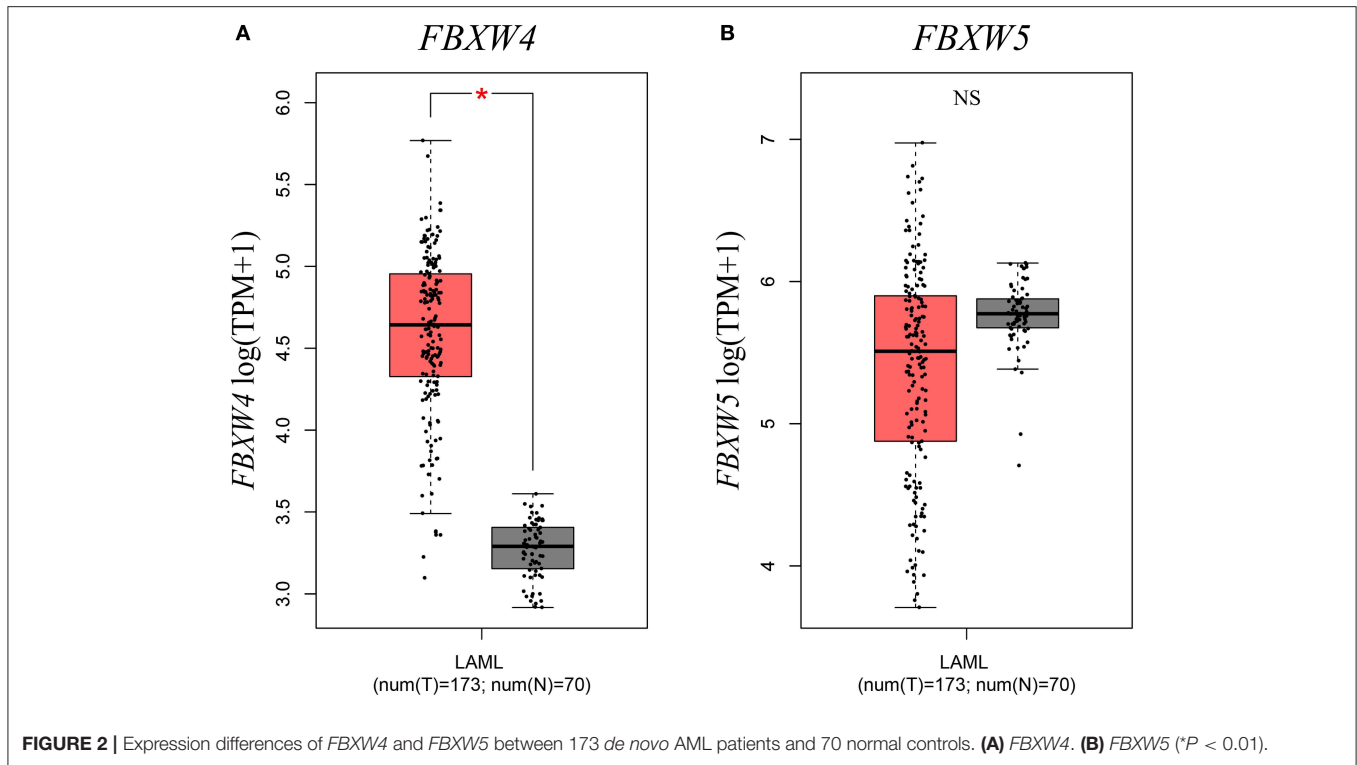 A
FBXW4
FBXW4 log(TPM+1)
6.0
5.5
5.0
4.5
4.0
3.5
3.0
*
LAML
(num(T)=173; num(N)=70)
B
FBXW5
FBXW5 log(TPM+1)
7
6
5
4
NS
LAML
(num(T)=173; num(N)=70)
FIGURE 2 | Expression differences of FBXW4 and FBXW5 between 173 de novo AML patients and 70 normal controls. (A) FBXW4. (B) FBXW5 (*P < 0.01).